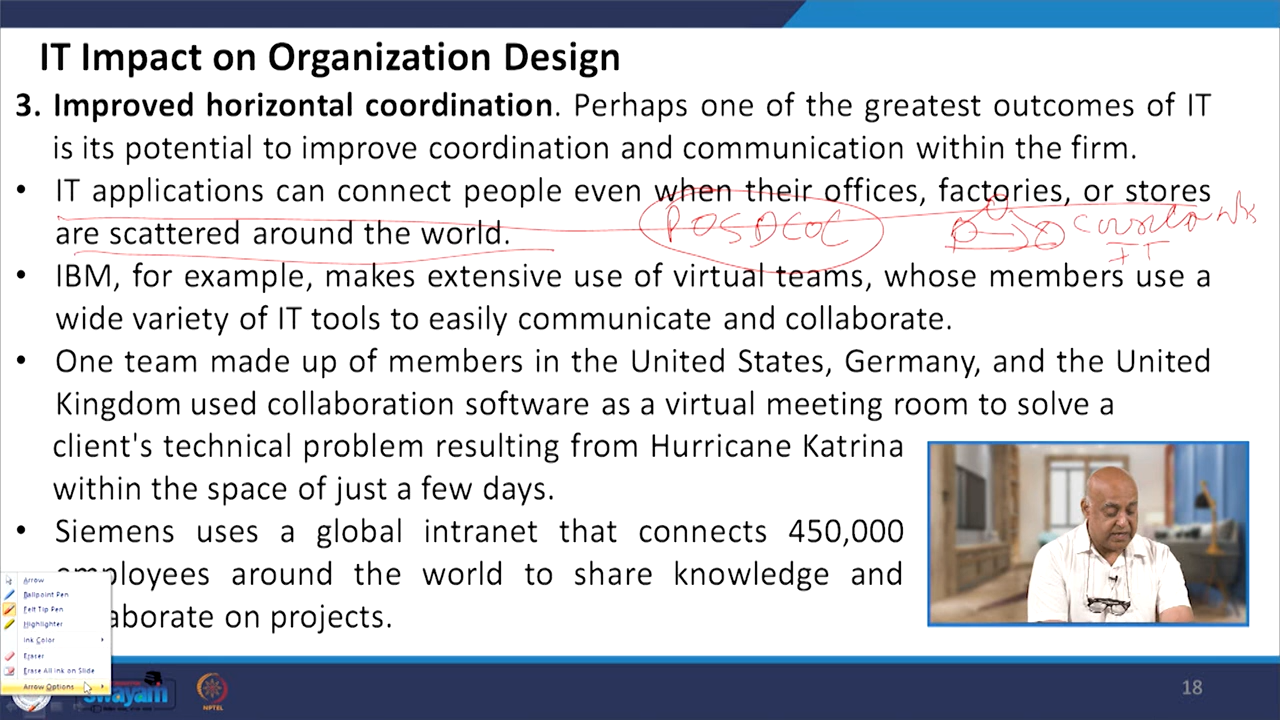 IT Impact on Organization Design
3. Improved horizontal coordination. Perhaps one of the greatest outcomes of IT
is its potential to improve coordination and communication within the firm.
• IT applications can connect people even when their offices, factories, or stores
are scattered around the world.
POSDCOC
IT
• IBM, for example, makes extensive use of virtual teams, whose members use a
wide variety of IT tools to easily communicate and collaborate.
• One team made up of members in the United States, Germany, and the United
Kingdom used collaboration software as a virtual meeting room to solve a
client's technical problem resulting from Hurricane Katrina
within the space of just a few days.
• Siemens uses a global intranet that connects 450,000
employees around the world to share knowledge and
aborate on projects.
Arrow
Ballpoint Pen
Felt Tip Pen
Highlighter
Ink Color
Eraser
Erase All Ink on Slide
Arrow Options
swayam
NPTEL
18